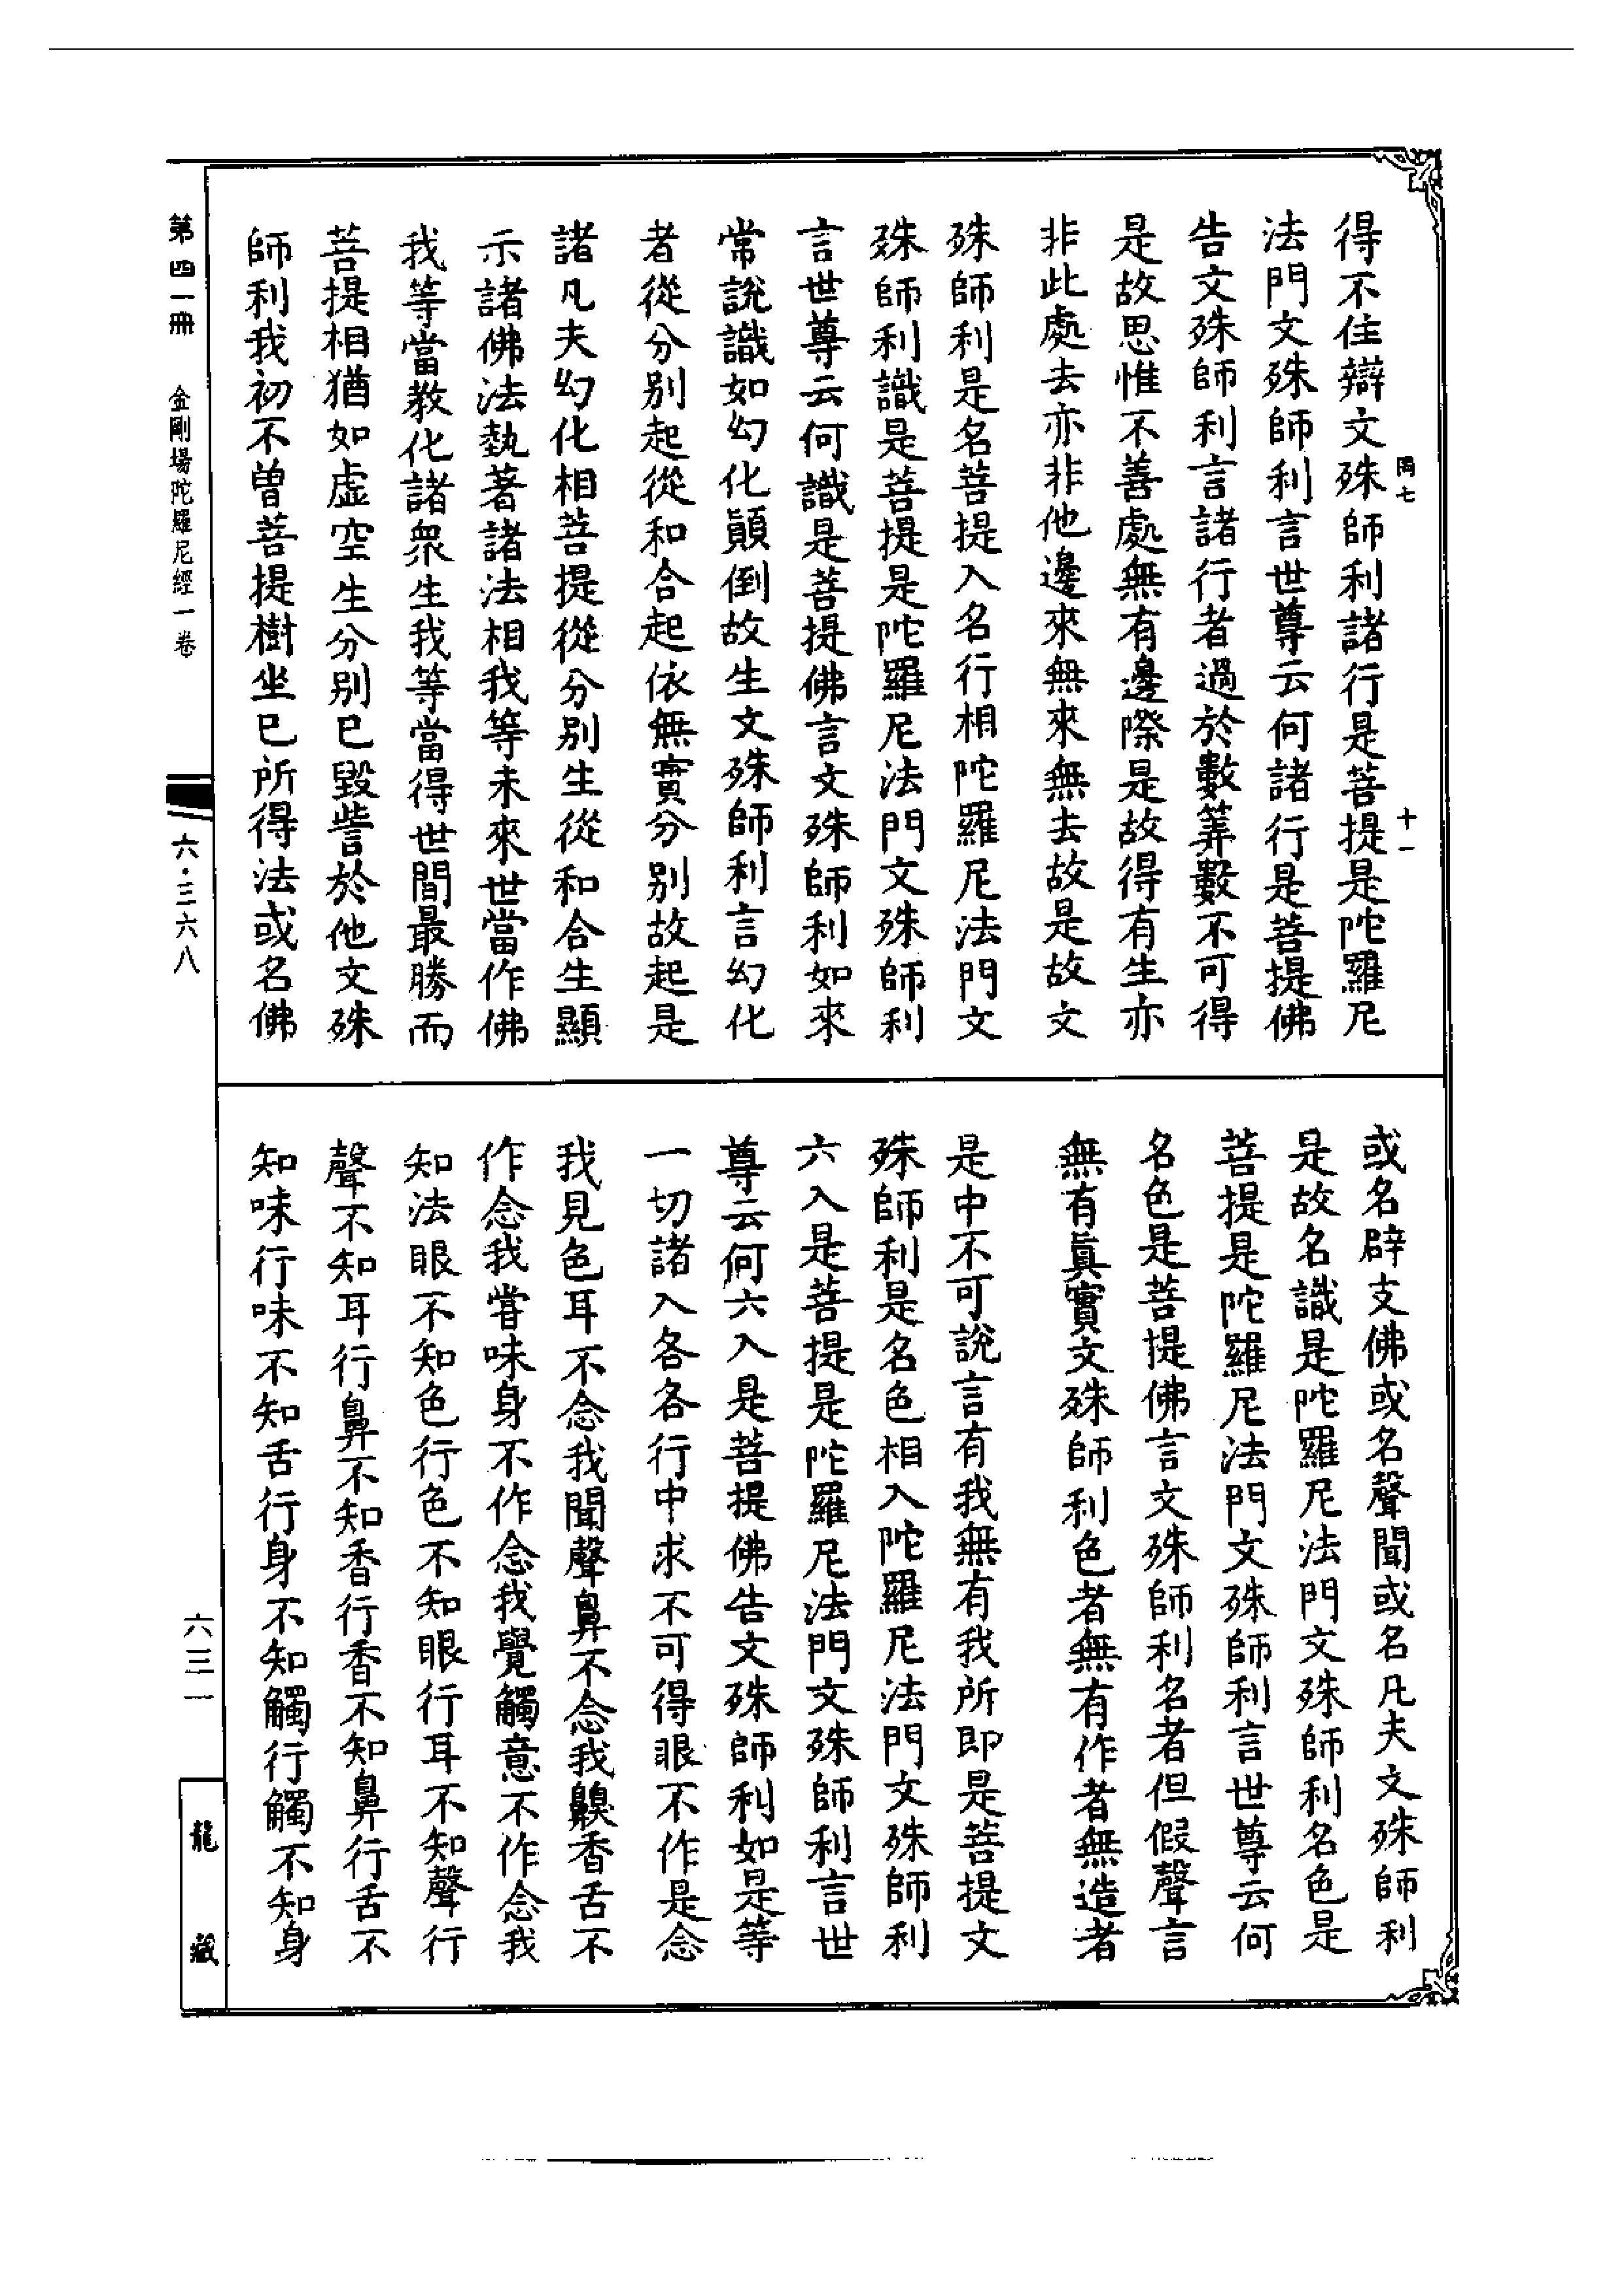 得不住辯文殊師利諸行是菩提是陀羅尼
法門文殊師利言世尊云何諸行是菩提佛
告文殊師利言諸行者過於數筭數不可得
是故思惟不善處無有邊際是故得有生亦
非此處去亦非他邊來無來無去故是故文
殊師利是名菩提入名行相陀羅尼法門文
殊師利識是菩提是陀羅尼法門文殊師利
言世尊云何識是菩提佛言文殊師利如來
常說識如幻化顛倒故生文殊師利言幻化
者從分別起從和合起依無實分別故起是
諸凡夫幻化相菩提從分別生從和合生顯
示諸佛法執著諸法相我等未來世當作佛
我等當教化諸衆生我等當得世間最勝而
菩提相猶如虛空生分別巳毀訾於他文殊
師利我初不曾菩提樹坐巳所得法或名佛
或名辟支佛或名聲聞或名凡夫文殊師利
是故名識是陀羅尼法門文殊師利名色是
菩提是陀羅尼法門文殊師利言世尊云何
名色是菩提佛言文殊師利名者但假聲言
無有眞實文殊師利色者無有作者無造者
是中不可說言有我無有我所即是菩提文
殊師利是名色相入陀羅尼法門文殊師利
六入是菩提是陀羅尼法門文殊師利言世
尊云何六入是菩提佛告文殊師利如是等
一切諸入各各行中求不可得眼不作是念
我見色耳不念我聞聲鼻不念我齅香舌不
作念我甞味身不作念我覺觸意不作念我
知法眼不知色行色不知眼行耳不知聲行
聲不知耳行鼻不知香行香不知鼻行舌不
知味行味不知舌行身不知觸行觸不知身
十一
第四一冊
金剛場陀羅尼經一卷
六·三六八
六三一
龍藏